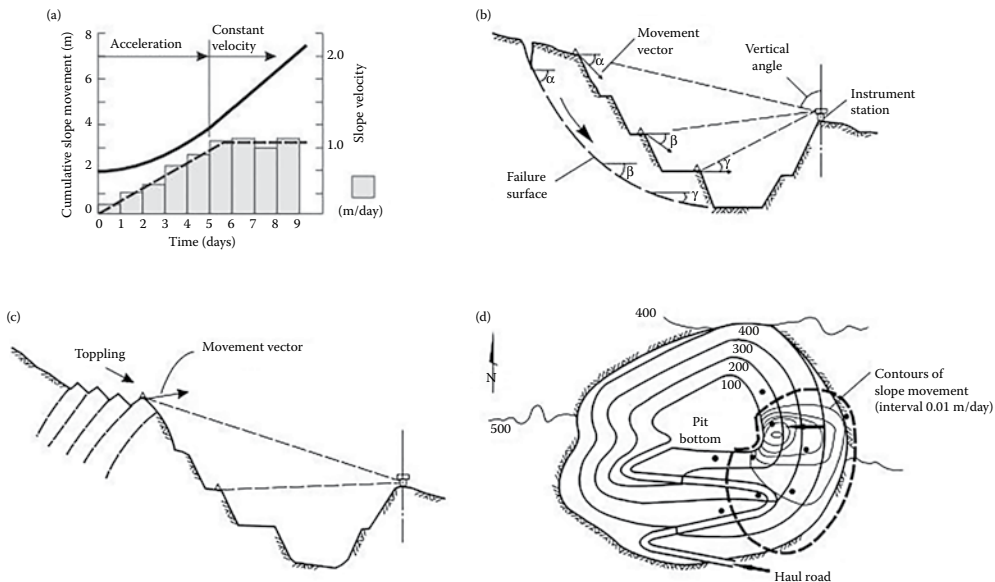 (a)
8
6
4
2
0
Cumulative slope movement (m)
Acceleration
Constant
velocity
2.0
1.0
Slope velocity
(m/day)
0 1 2 3 4 5 6 7 8 9
Time (days)
(b)
Movement
vector
Vertical
angle
Instrument
station
α
α
β
β
γ
γ
Failure
surface
(c)
Toppling
Movement vector
(d)
N
400
400
300
200
100
500
Pit
bottom
Contours of
slope movement
(interval 0.01 m/day)
Haul road